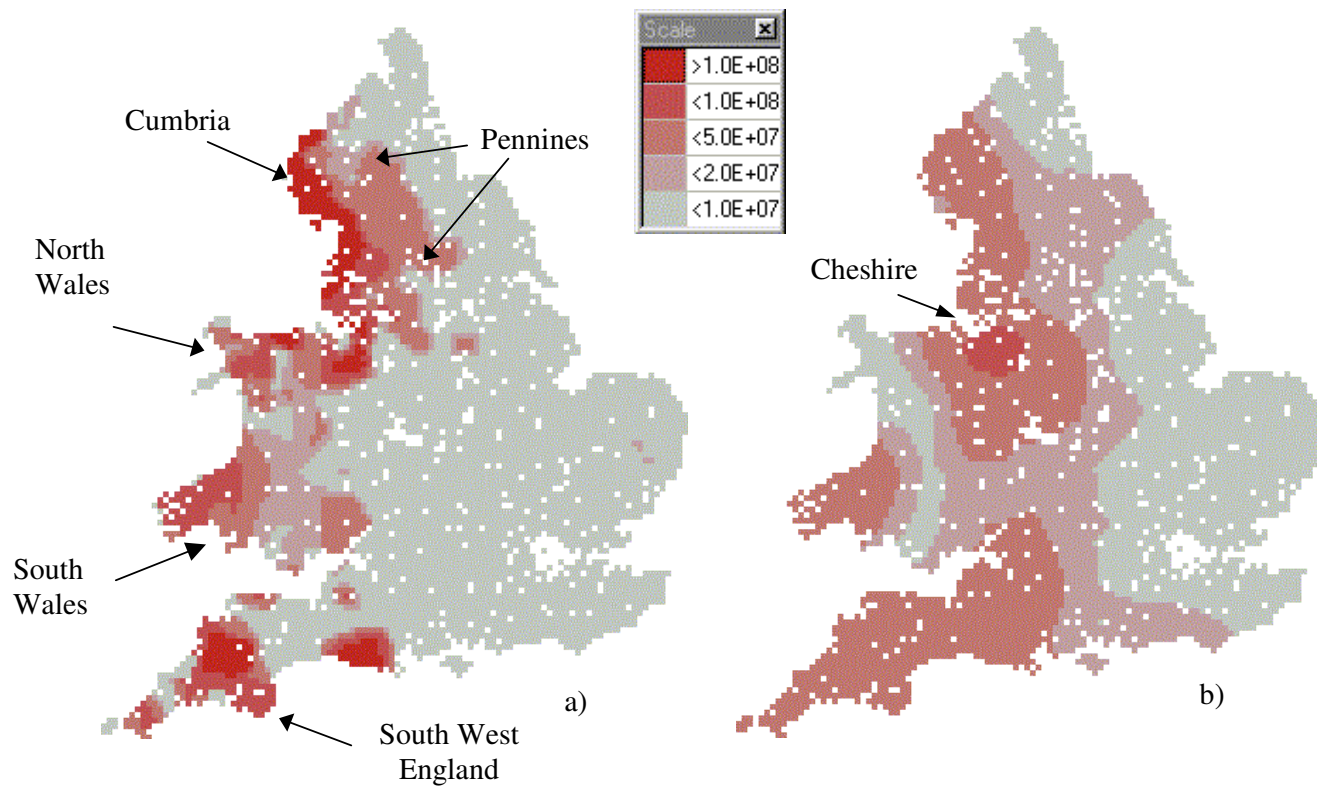 Scale
>1.0E+08
<1.0E+08
<5.0E+07
<2.0E+07
<1.0E+07
Cumbria
Pennines
North
Wales
South
Wales
South West
England
a)
Cheshire
b)